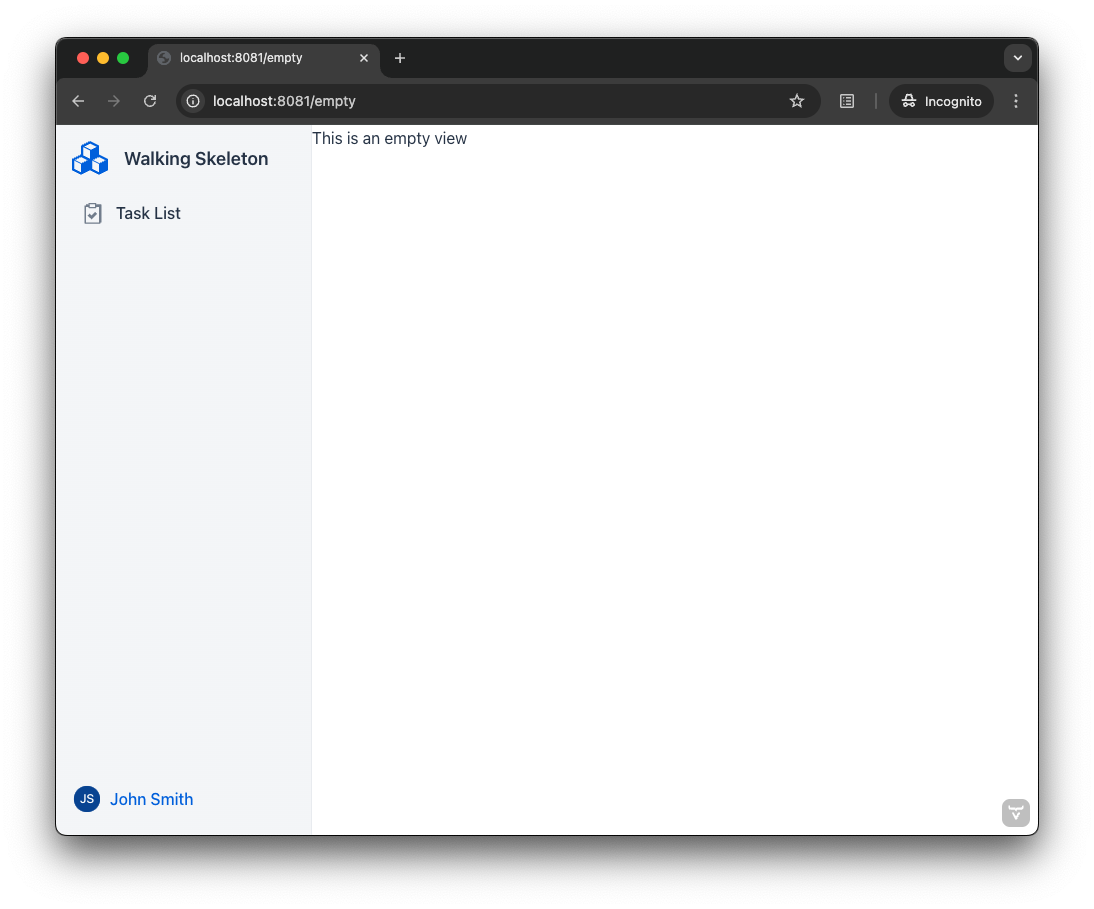 localhost:8081/empty
localhost:8081/empty
Incognito
Walking Skeleton
This is an empty view
Task List
JS John Smith